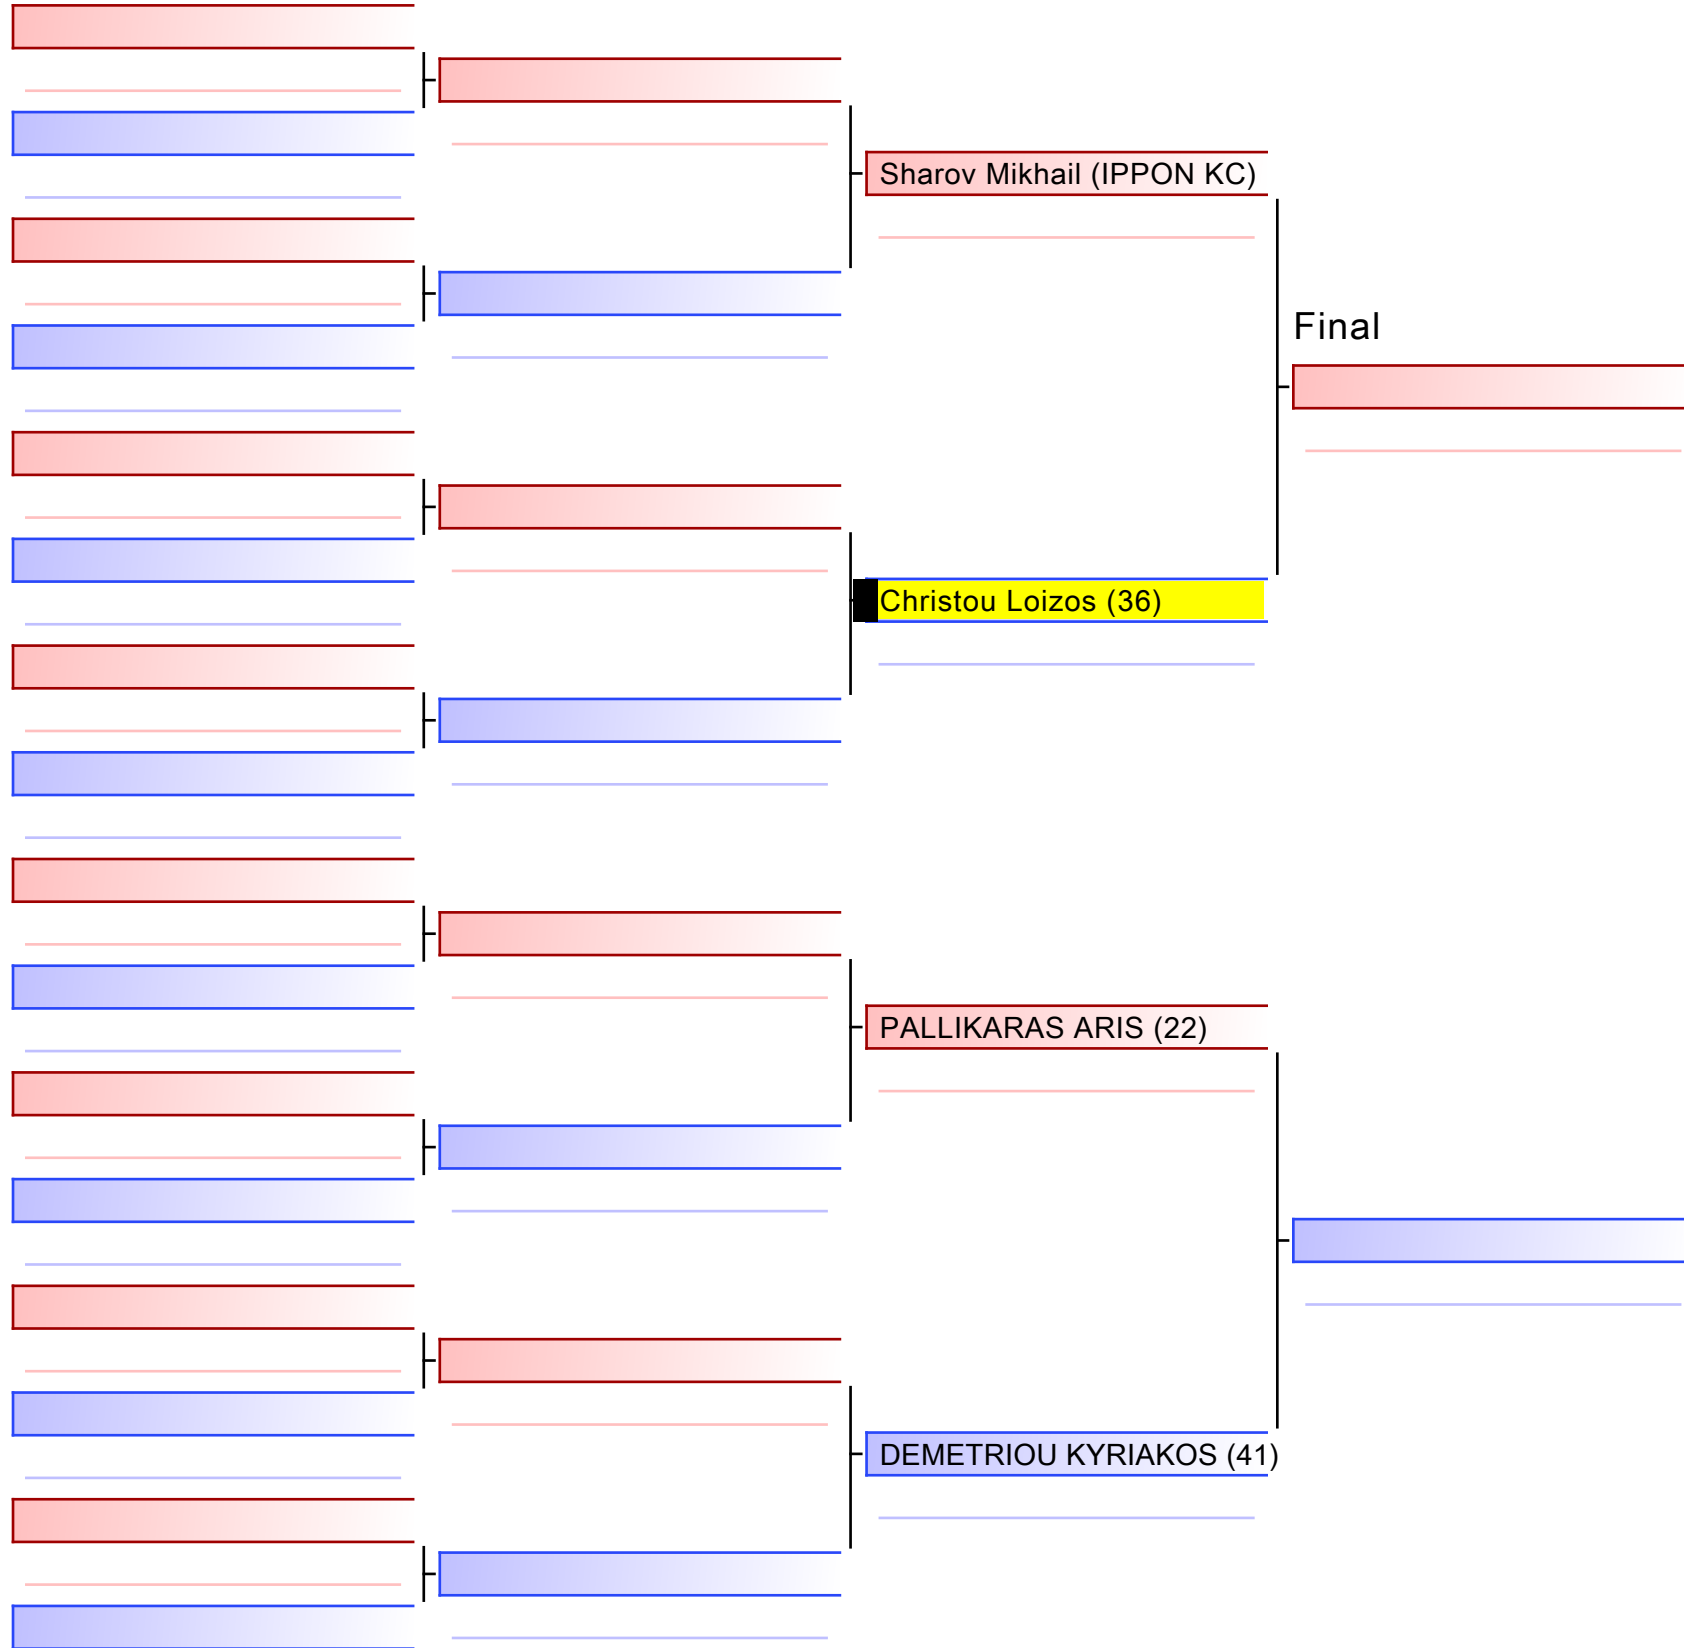 Sharov Mikhail (IPPON KC)
Final
Christou Loizos (36)
PALLIKARAS ARIS (22)
DEMETRIOU KYRIAKOS (41)